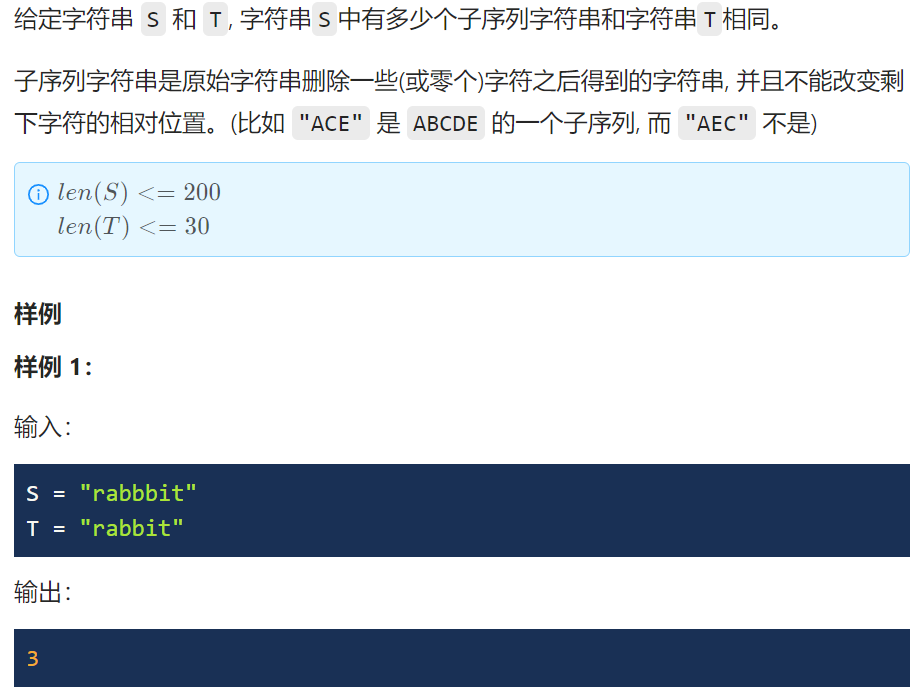 给定字符串 S 和 T, 字符串S中有多少个子序列字符串和字符串T相同。
子序列字符串是原始字符串删除一些(或零个)字符之后得到的字符串, 并且不能改变剩
下字符的相对位置。(比如 "ACE" 是 ABCDE 的一个子序列, 而 "AEC" 不是)
len(S) <= 200
len(T) <= 30
样例
样例 1:
输入:
S = "rabbbit"
T = "rabbit"
输出:
3